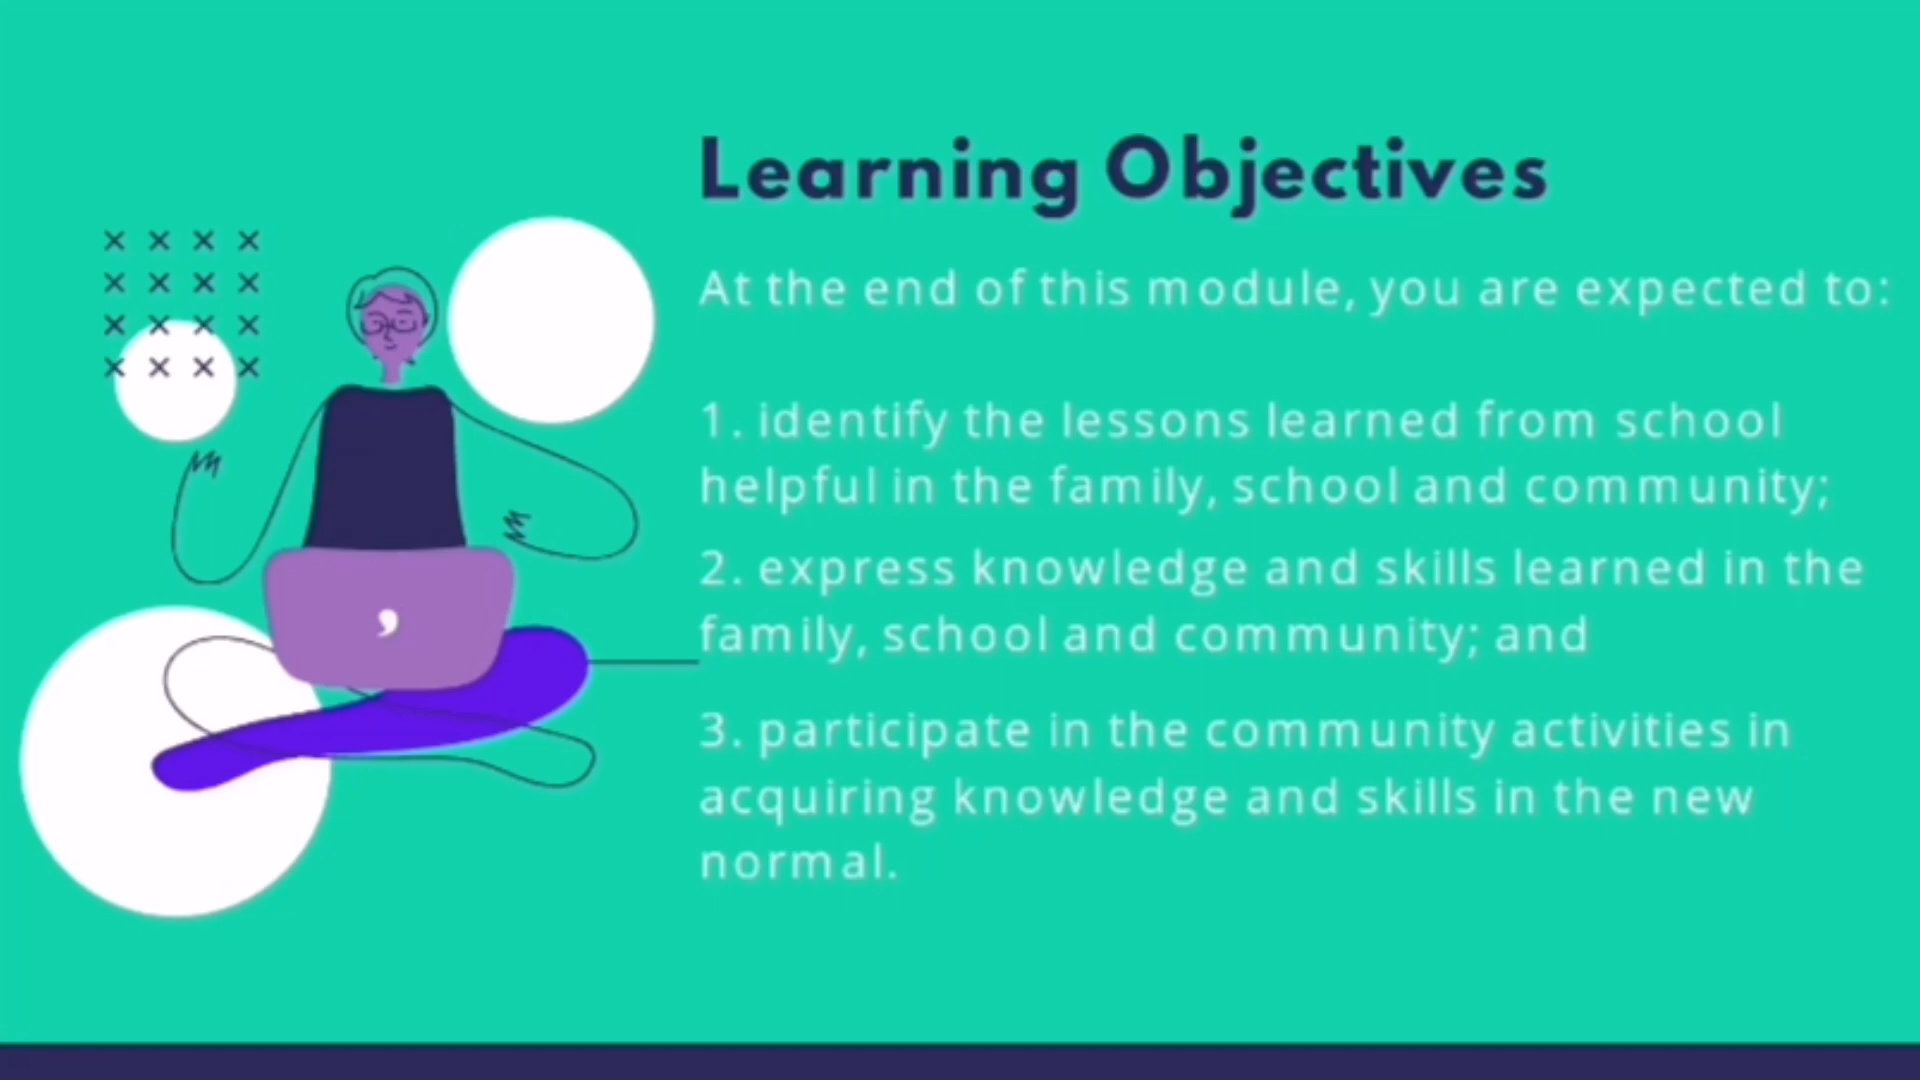 Learning Objectives
At the end of this module, you are expected to:
1. identify the lessons learned from school
helpful in the family, school and community;
2. express knowledge and skills learned in the
family, school and community; and
3. participate in the community activities in
acquiring knowledge and skills in the new
normal.